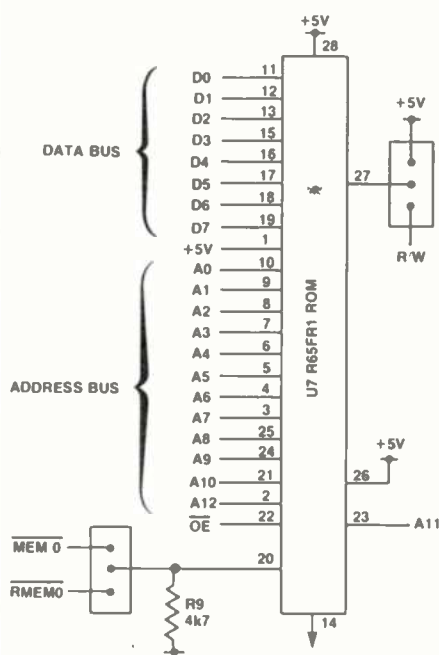 +5V
28
D0 11
D1 12
+5V
D2 13
D3 15
DATA BUS
D4 16
D5 17
27
D6 18
D7 19
+5V 1
R/W
A0 10
A1 9
A2 8
A3 7
A4 6
U7 R65FR1 ROM
A5 5
ADDRESS BUS
A6 4
A7 3
A8 25
A9 24
+5V
A10 21
26
A12 2
OE 22
23 A11
MEM 0
20
RMEM0
R9
4k7
14